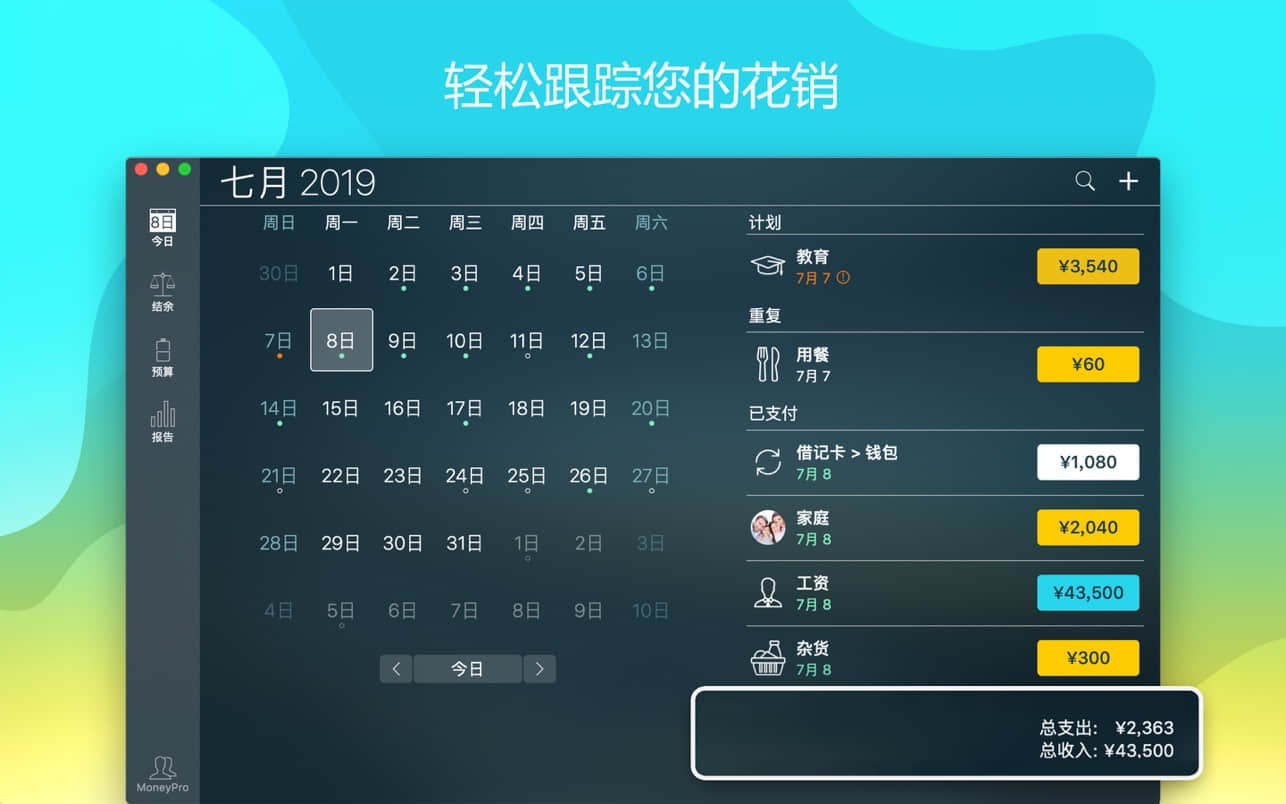 轻松跟踪您的花销
七月 2019
8日
今日
结余
预算
报告
MoneyPro
周日 周一 周二 周三 周四 周五 周六
30日 1日 2日 3日 4日 5日 6日
7日 8日 9日 10日 11日 12日 13日
14日 15日 16日 17日 18日 19日 20日
21日 22日 23日 24日 25日 26日 27日
28日 29日 30日 31日 1日 2日 3日
4日 5日 6日 7日 8日 9日 10日
今日
计划
教育
7月 7
¥3,540
重复
用餐
7月 7
¥60
已支付
借记卡 > 钱包
7月 8
¥1,080
家庭
7月 8
¥2,040
工资
7月 8
¥43,500
杂货
7月 8
¥300
总支出: ¥2,363
总收入: ¥43,500